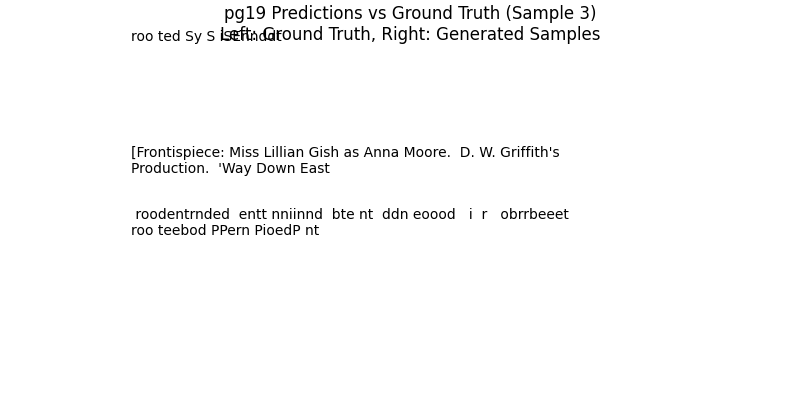 pg19 Predictions vs Ground Truth (Sample 3)
Left: Ground Truth, Right: Generated Samples
roo ted Sy S
[Frontispiece: Miss Lillian Gish as Anna Moore.  D. W. Griffith's
Production.  'Way Down East
roodentrnded  entt nniinnd  bte nt  ddn eoood   i  r   obrrbeeet
roo teebod PPern PioedP nt